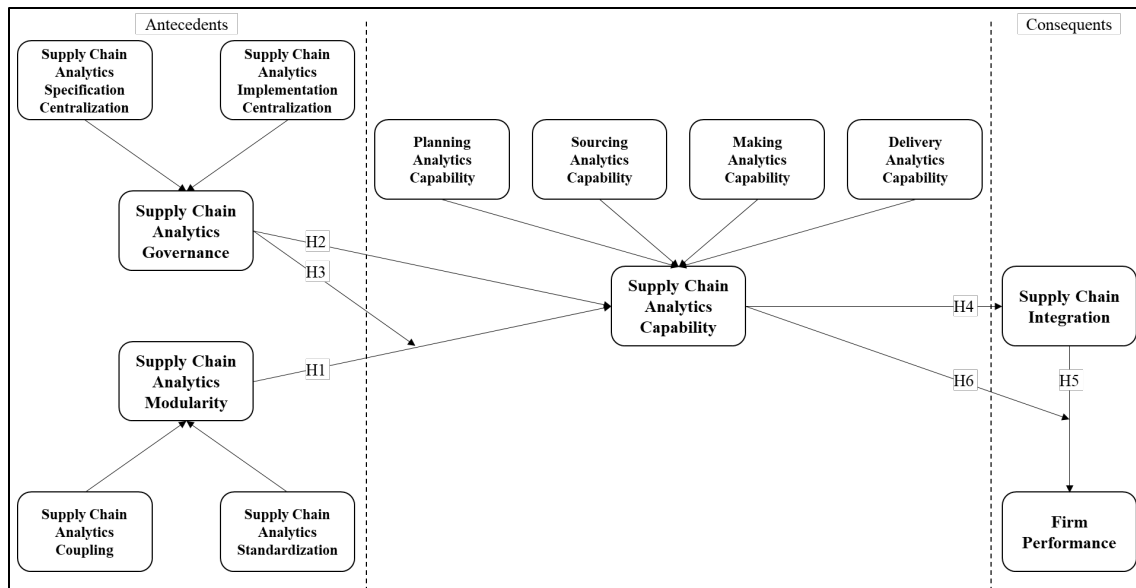 Antecedents
Consequents
Supply Chain
Analytics
Specification
Centralization
Supply Chain
Analytics
Implementation
Centralization
Planning
Analytics
Capability
Sourcing
Analytics
Capability
Making
Analytics
Capability
Delivery
Analytics
Capability
Supply Chain
Analytics
Governance
H2
H3
Supply Chain
Analytics
Capability
H4
Supply Chain
Integration
Supply Chain
Analytics
Modularity
H1
H6
H5
Supply Chain
Analytics
Coupling
Supply Chain
Analytics
Standardization
Firm
Performance